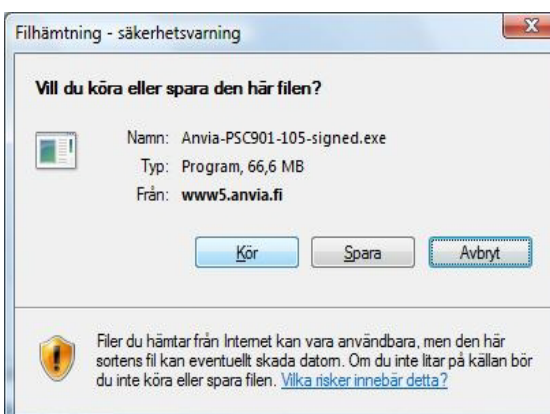 Filhämtning - säkerhetsvarning
Vill du köra eller spara den här filen?
Namn: Anvia-PSC901-105-signed.exe
Typ: Program, 66,6 MB
Från: www5.anvia.fi
Kör Spara Avbryt
Filer du hämtar från Internet kan vara användbara, men den här
sortens fil kan eventuellt skada datorn. Om du inte litar på källan bör
du inte köra eller spara filen. Vilka risker innebär detta?